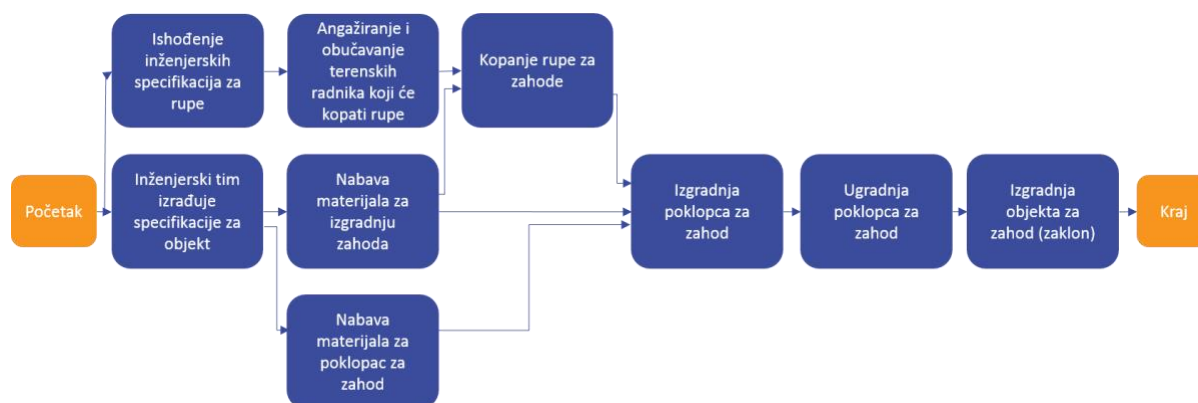 Početak
Ishođenje
inženjerskih
specifikacija za
rupe
Angažiranje i
obučavanje
terenskih
radnika koji će
kopati rupe
Kopanje rupe za
zahode
Inženjerski tim
izrađuje
specifikacije za
objekt
Nabava
materijala za
izgradnju
zahoda
Nabava
materijala za
poklopac za
zahod
Izgradnja
poklopca za
zahod
Ugradnja
poklopca za
zahod
Izgradnja
objekta za
zahod (zaklon)
Kraj